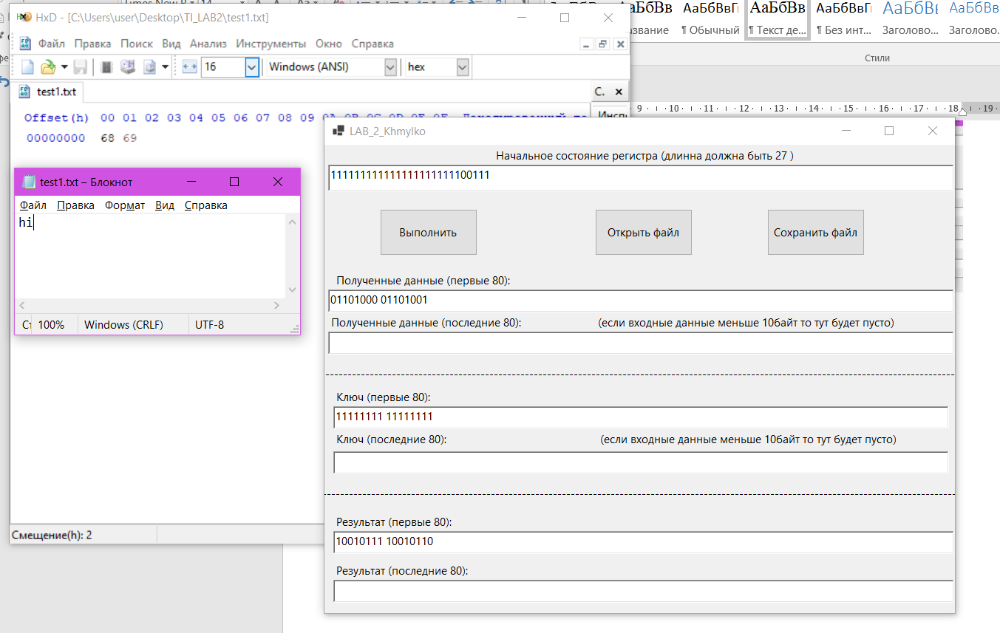 HxD - [C:\Users\user\Desktop\TI_LAB2\test1.txt]
Файл Правка Поиск Вид Анализ Инструменты Окно Справка
16 Windows (ANSI) hex
test1.txt
С.
Offset(h) 00 01 02 03 04 05 06 07 08 09
00000000 68 69
Смещение(h): 2
test1.txt – Блокнот
Файл Правка Формат Вид Справка
hi
100% Windows (CRLF) UTF-8
АаБбВв АаБбВвГг АаБбВв АаБбВвГг
¶ Обычный ¶ Текст де... ¶ Без инт... Заголово... Заголово...
Стили
9 10 11 12 13 14 15 16 17 18 19
LAB_2_Khmylko
Начальное состояние регистра (длинна должна быть 27 )
111111111111111111111100111
Выполнить Открыть файл Сохранить файл
Полученные данные (первые 80):
01101000 01101001
Полученные данные (последние 80): (если входные данные меньше 10байт то тут будет пусто)
Ключ (первые 80):
11111111 11111111
Ключ (последние 80): (если входные данные меньше 10байт то тут будет пусто)
Результат (первые 80):
10010111 10010110
Результат (последние 80):